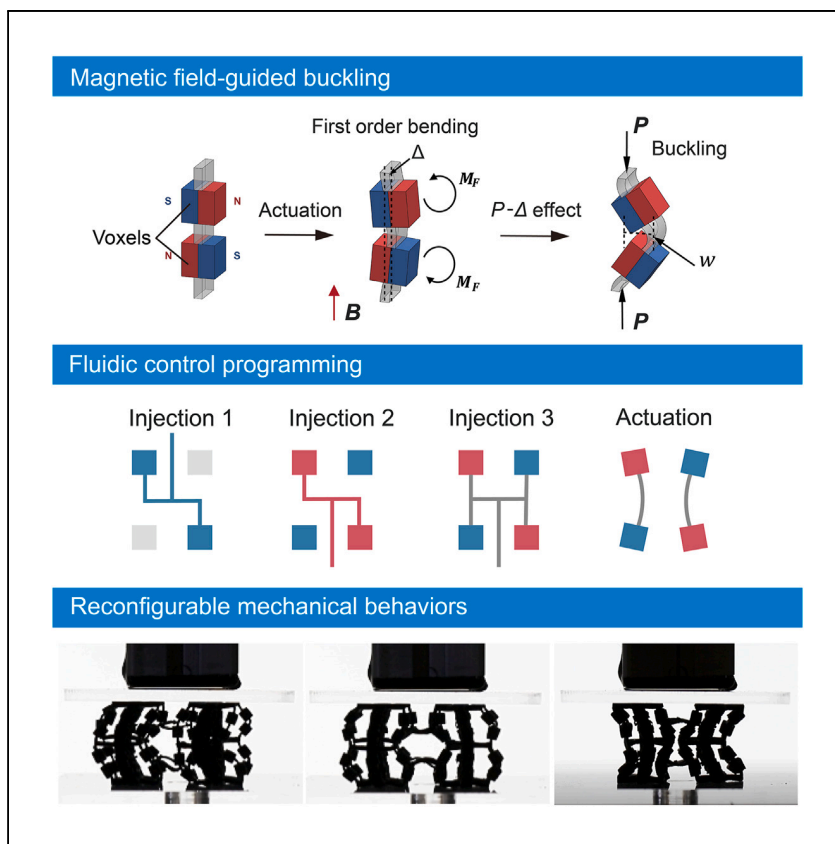 Magnetic field-guided buckling
First order bending
Δ
P
Buckling
M_F
S
N
Voxels
Actuation
P-Δ effect
N
S
M_F
w
B
P
Fluidic control programming
Injection 1
Injection 2
Injection 3
Actuation
Reconfigurable mechanical behaviors